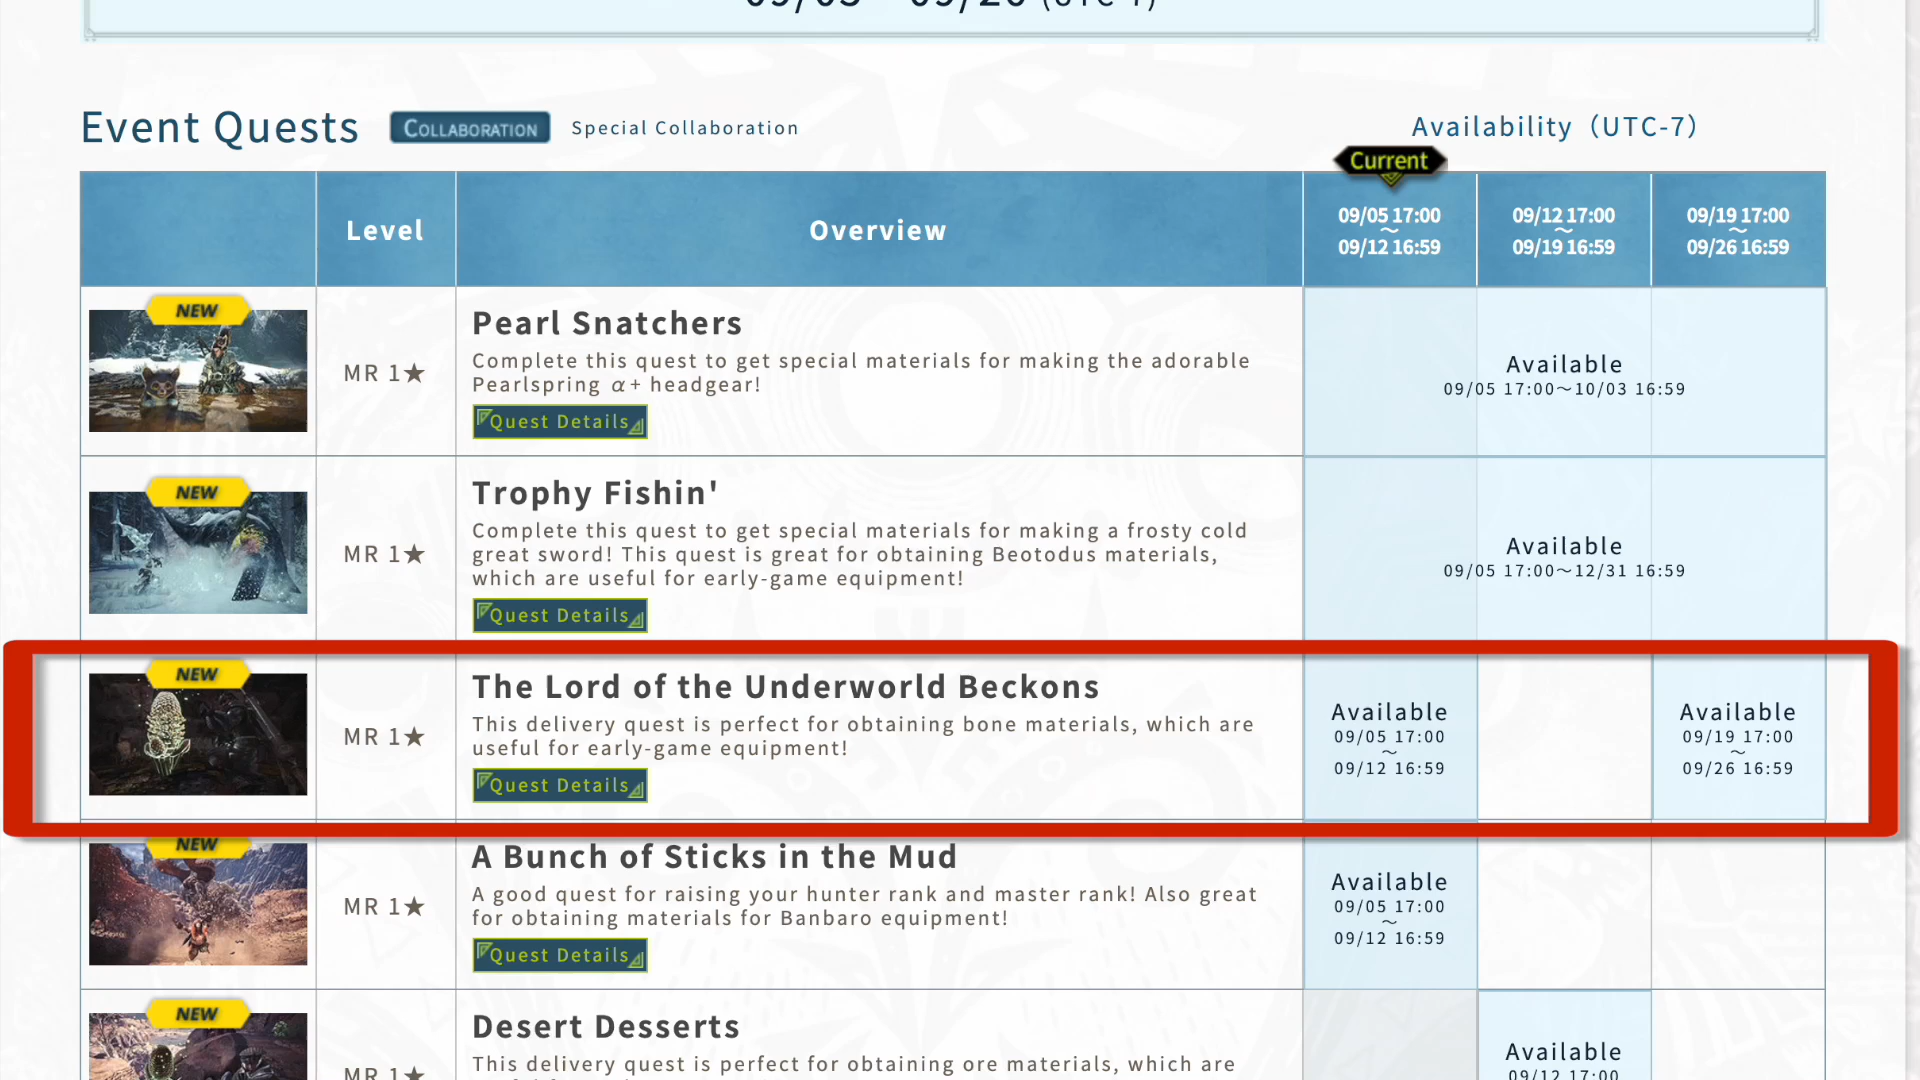 Event Quests
COLLABORATION
Special Collaboration
Availability（UTC-7）
Current
Level
Overview
09/05 17:00
～
09/12 16:59
09/12 17:00
～
09/19 16:59
09/19 17:00
～
09/26 16:59
NEW
MR 1★
Pearl Snatchers
Complete this quest to get special materials for making the adorable
Pearlspring α+ headgear!
Quest Details
Available
09/05 17:00～10/03 16:59
NEW
MR 1★
Trophy Fishin'
Complete this quest to get special materials for making a frosty cold
great sword! This quest is great for obtaining Beotodus materials,
which are useful for early-game equipment!
Quest Details
Available
09/05 17:00～12/31 16:59
NEW
MR 1★
The Lord of the Underworld Beckons
This delivery quest is perfect for obtaining bone materials, which are
useful for early-game equipment!
Quest Details
Available
09/05 17:00
～
09/12 16:59
Available
09/19 17:00
～
09/26 16:59
NEW
MR 1★
A Bunch of Sticks in the Mud
A good quest for raising your hunter rank and master rank! Also great
for obtaining materials for Banbaro equipment!
Quest Details
Available
09/05 17:00
～
09/12 16:59
NEW
MR 1★
Desert Desserts
This delivery quest is perfect for obtaining ore materials, which are
Available
09/12 17:00